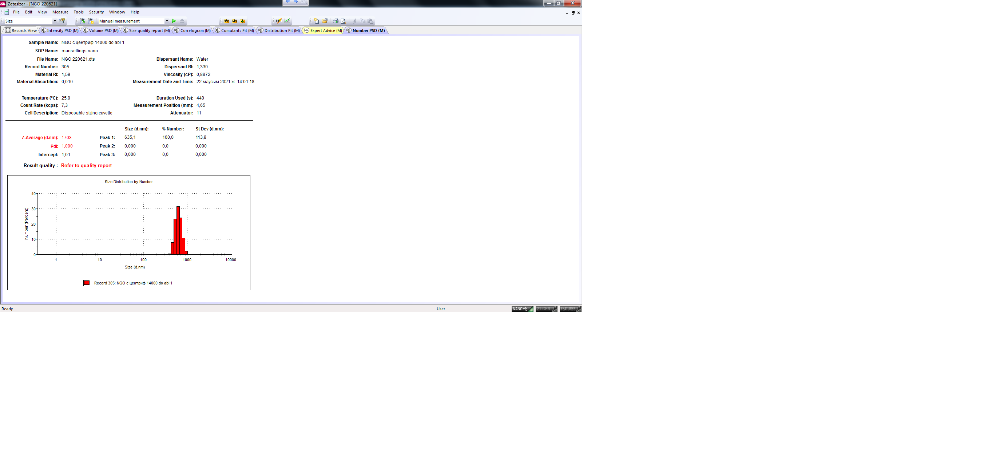 Zetasizer - [NGO 220621]
File Edit View Measure Tools Security Window Help
Size Manual measurement
Records View Intensity PSD (M) Volume PSD (M) Size quality report (M) Correlogram (M) Cumulants Fit (M) Distribution Fit (M) Expert Advice (M) Number PSD (M)
Sample Name: NGO с центриф 14000 do abl 1
SOP Name: mansettings.nano
File Name: NGO 220621.dts Dispersant Name: Water
Record Number: 305 Dispersant RI: 1,330
Material RI: 1,59 Viscosity (cP): 0,8872
Material Absorbtion: 0,010 Measurement Date and Time: 22 маусым 2021 ж. 14:01:18
Temperature (°C): 25,0 Duration Used (s): 440
Count Rate (kcps): 7,3 Measurement Position (mm): 4,65
Cell Description: Disposable sizing cuvette Attenuator: 11
Size (d.nm): % Number: St Dev (d.nm):
Z-Average (d.nm): 1708 Peak 1: 635,1 100,0 113,8
PdI: 1,000 Peak 2: 0,000 0,0 0,000
Intercept: 1,01 Peak 3: 0,000 0,0 0,000
Result quality : Refer to quality report
Size Distribution by Number
Number (Percent)
40
30
20
10
0
1 10 100 1000 10000
Size (d.nm)
Record 305: NGO с центриф 14000 do abl 1
Ready User NANO 21 CFR FEATURES